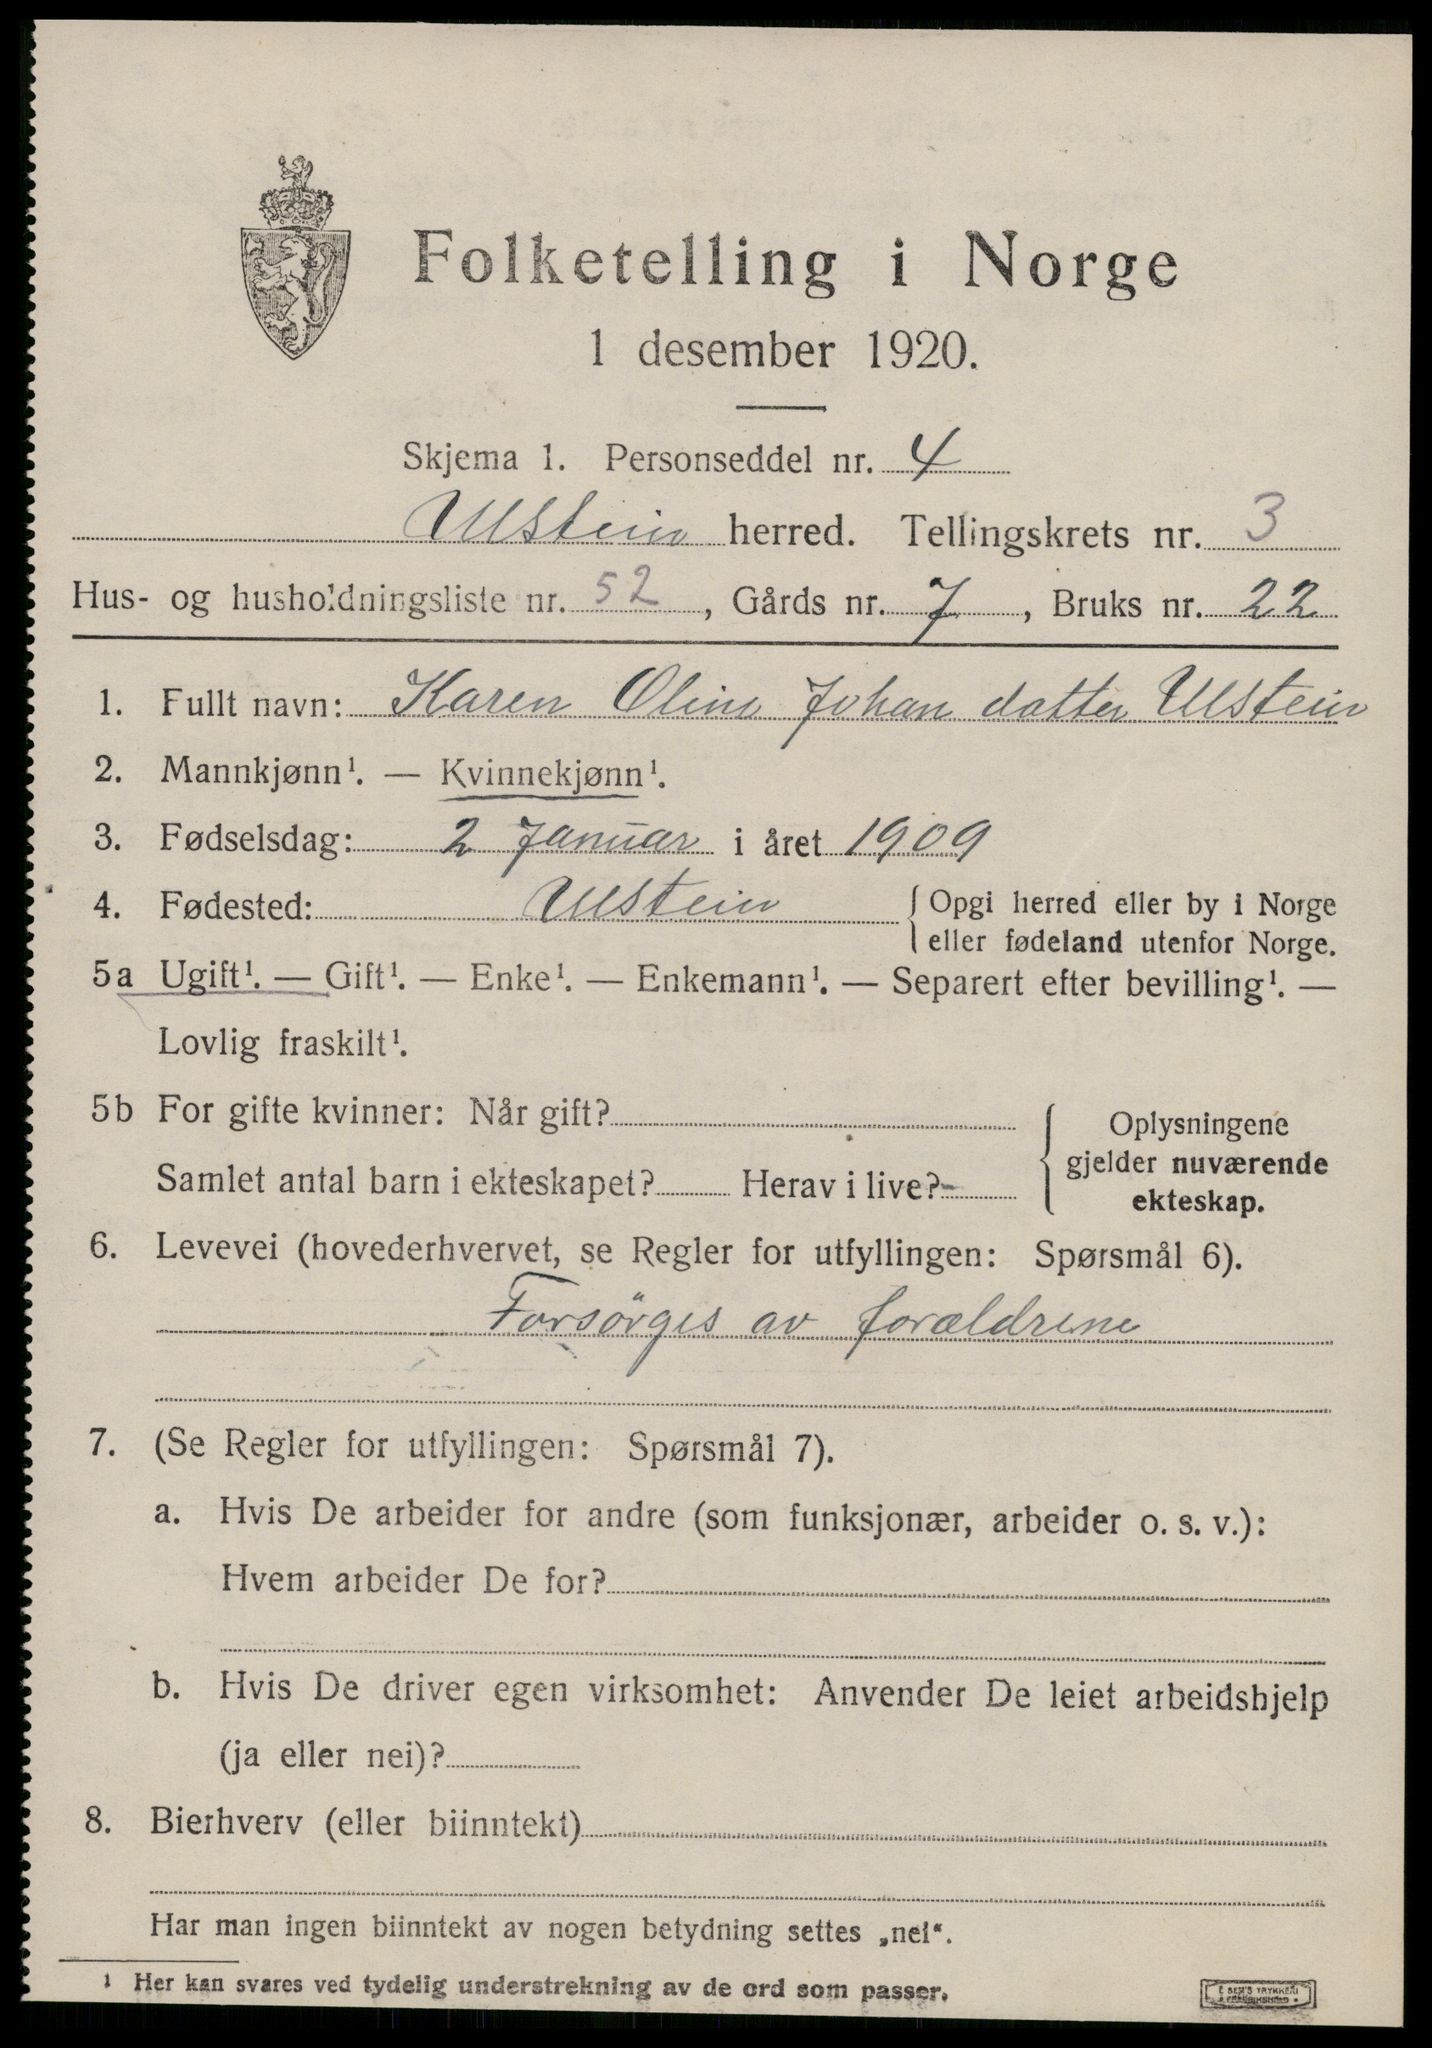 Folketelling i Norge
1 desember 1920.
Skjema 1. Personseddel nr. 4
Ulstein herred. Tellingskrets nr. 3
Hus- og husholdningsliste nr. 52, Gårds nr. 7, Bruks nr. 22
1. Fullt navn: Karen Oline Johan datter Ulstein
2. Mannkjønn¹. — Kvinnekjønn¹.
3. Fødselsdag: 2 Januar i året 1909
4. Fødested: Ulstein { Opgi herred eller by i Norge
eller fødeland utenfor Norge.
5a Ugift¹. — Gift¹. — Enke¹. — Enkemann¹. — Separert efter bevilling¹. —
Lovlig fraskilt¹.
5b For gifte kvinner: Når gift?
Samlet antal barn i ekteskapet? Herav i live? -
Oplysningene
gjelder nuværende
ekteskap.
6. Levevei (hovederhvervet, se Regler for utfyllingen: Spørsmål 6).
Forsörges av forældrene
7. (Se Regler for utfyllingen: Spørsmål 7).
a. Hvis De arbeider for andre (som funksjonær, arbeider o. s. v.):
Hvem arbeider De for?
b. Hvis De driver egen virksomhet: Anvender De leiet arbeidshjelp
(ja eller nei)?
8. Bierhverv (eller biinntekt)
Har man ingen biinntekt av nogen betydning settes „nei“.
¹ Her kan svares ved tydelig understrekning av de ord som passer.
E SEM'S TRYKKERI
FREDRIKSHALD